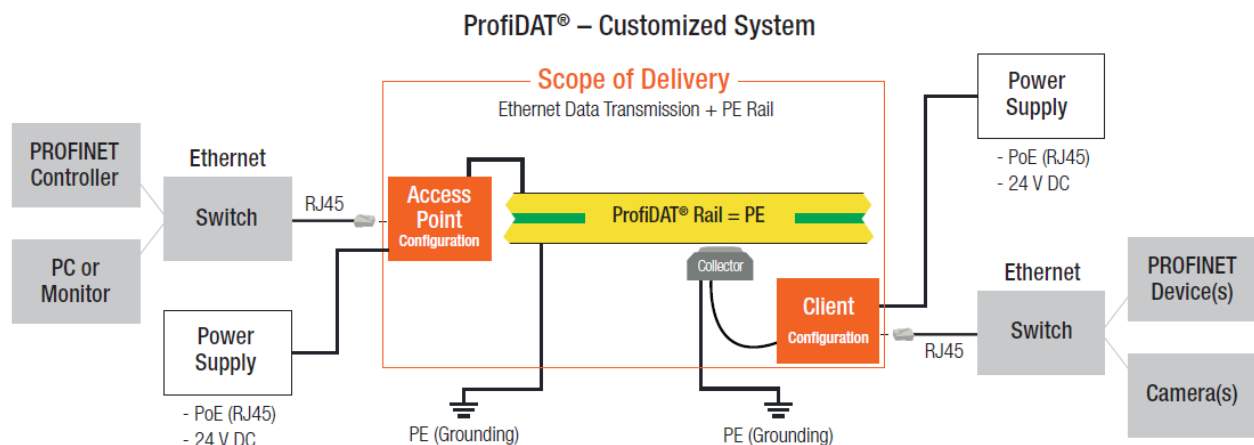 ProfiDAT® – Customized System
Scope of Delivery
Ethernet Data Transmission + PE Rail
PROFINET
Controller
PC or
Monitor
Ethernet
Switch
RJ45
Power
Supply
- PoE (RJ45)
- 24 V DC
Access
Point
Configuration
ProfiDAT® Rail = PE
Collector
Client
Configuration
PE (Grounding)
PE (Grounding)
Power
Supply
- PoE (RJ45)
- 24 V DC
RJ45
Ethernet
Switch
PROFINET
Device(s)
Camera(s)